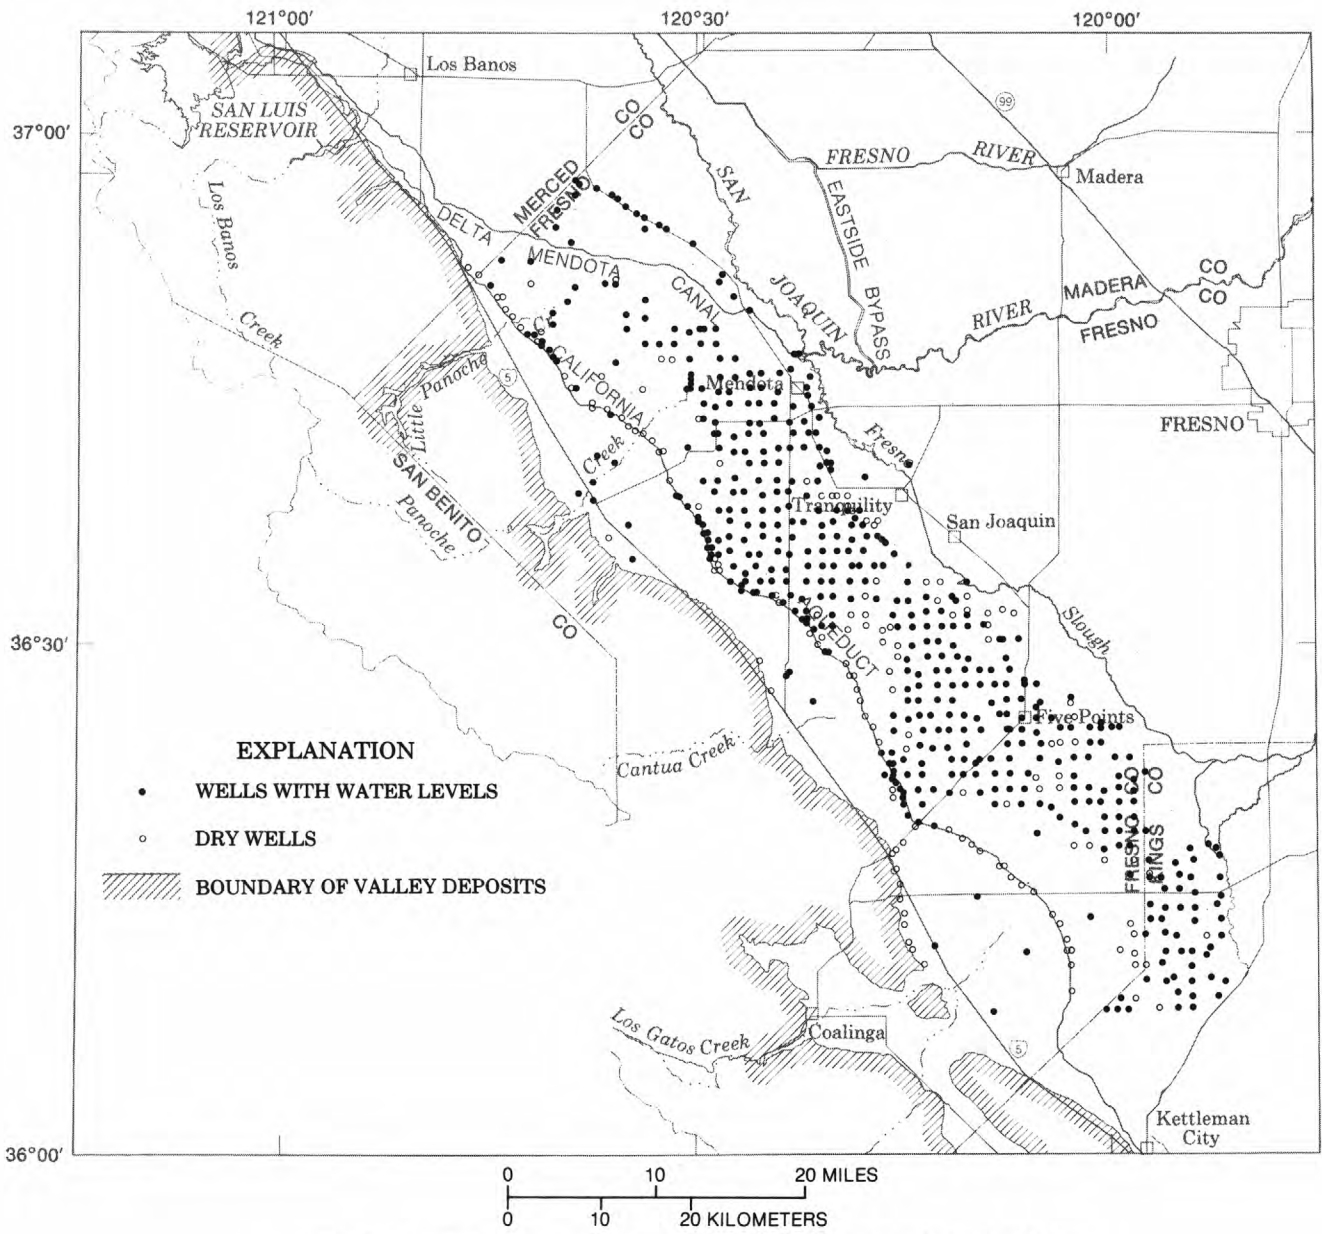 121°00'
120°30'
120°00'
Los Banos
SAN LUIS
RESERVOIR
37°00'
CO
CO
99
FRESNO
RIVER
Madera
MERCED
FRESNO
SAN
EASTSIDE
BYPASS
Los Banos
DELTA
MENDOTA
CANAL
JOAQUIN
RIVER
MADERA
CO
CO
FRESNO
Creek
CALIFORNIA
5
Little
Panoche
Cr
Mendota
FRESNO
Fresno
Creek
SAN BENITO
Panoche
Tranquility
San Joaquin
CO
AQUEDUCT
36°30'
Slough
Five Points
EXPLANATION
WELLS WITH WATER LEVELS
DRY WELLS
BOUNDARY OF VALLEY DEPOSITS
Cantua Creek
FRESNO CO
KINGS CO
Los Gatos Creek
Coalinga
5
Kettleman
City
36°00'
0 10 20 MILES
0 10 20 KILOMETERS